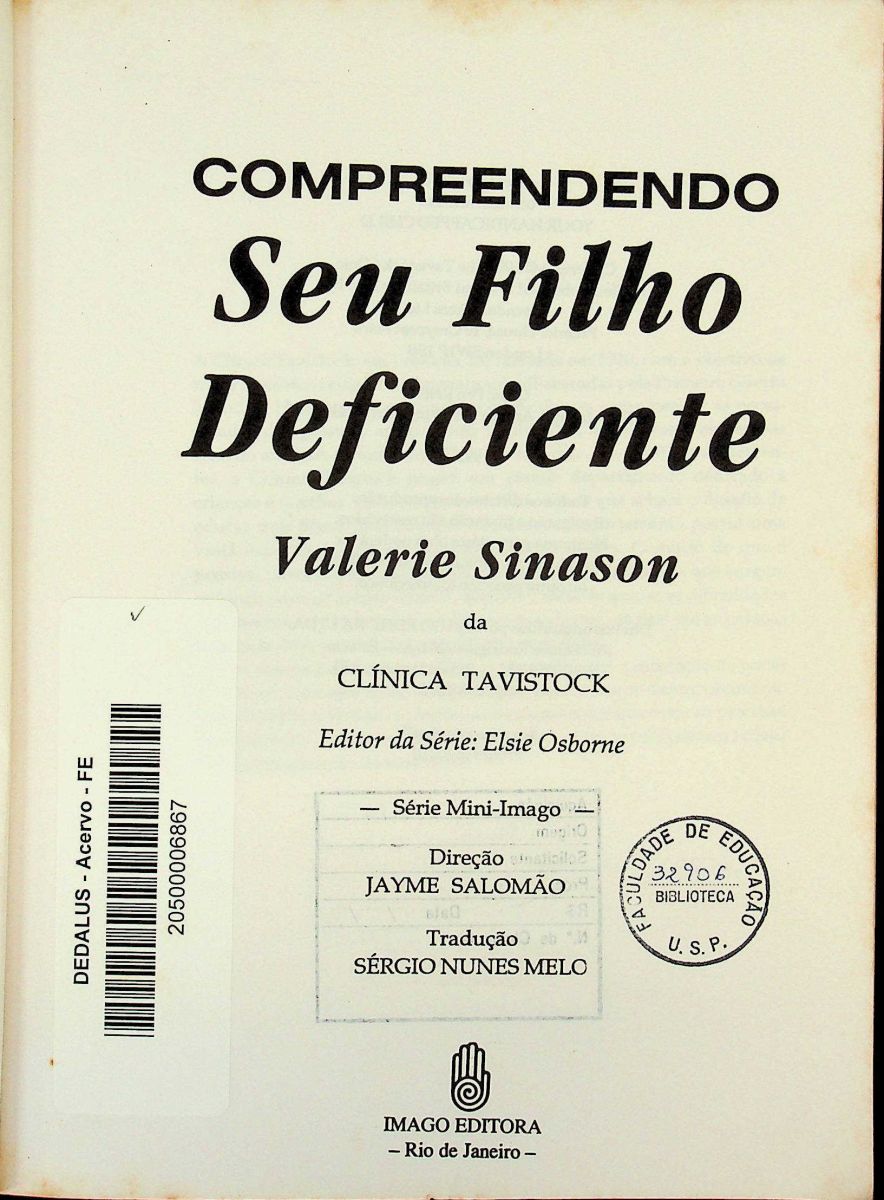 COMPREENDENDO
Seu Filho
Deficiente
Valerie Sinason
da
CLÍNICA TAVISTOCK
Editor da Série: Elsie Osborne
— Série Mini-Imago —
Direção
JAYME SALOMÃO
Tradução
SÉRGIO NUNES MELO
DEDALUS - Acervo - FE
20500006867
FACULDADE DE EDUCAÇÃO
32906
BIBLIOTECA
U.S.P.
IMAGO EDITORA
– Rio de Janeiro –